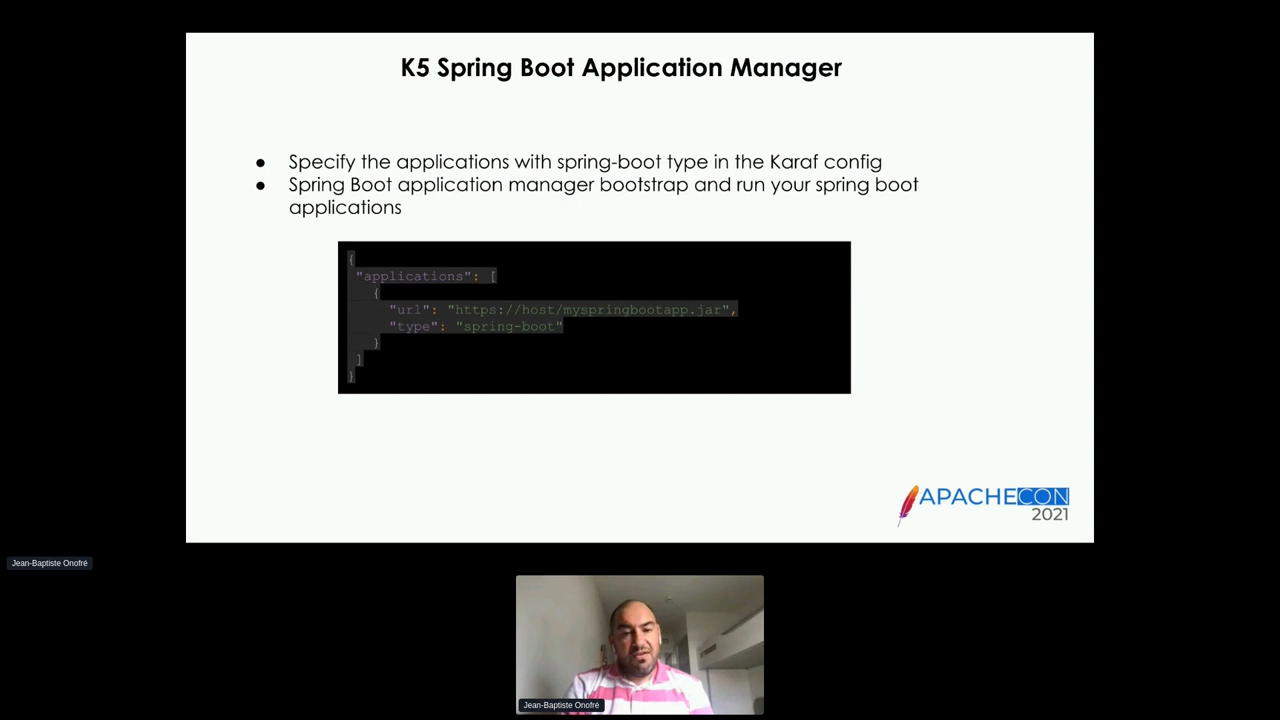 K5 Spring Boot Application Manager
● Specify the applications with spring-boot type in the Karaf config
● Spring Boot application manager bootstrap and run your spring boot
applications
{
"applications": [
{
"url": "https://host/myspringbootapp.jar",
"type": "spring-boot"
}
]
}
APACHECON
2021
Jean-Baptiste Onofré
Jean-Baptiste Onofré